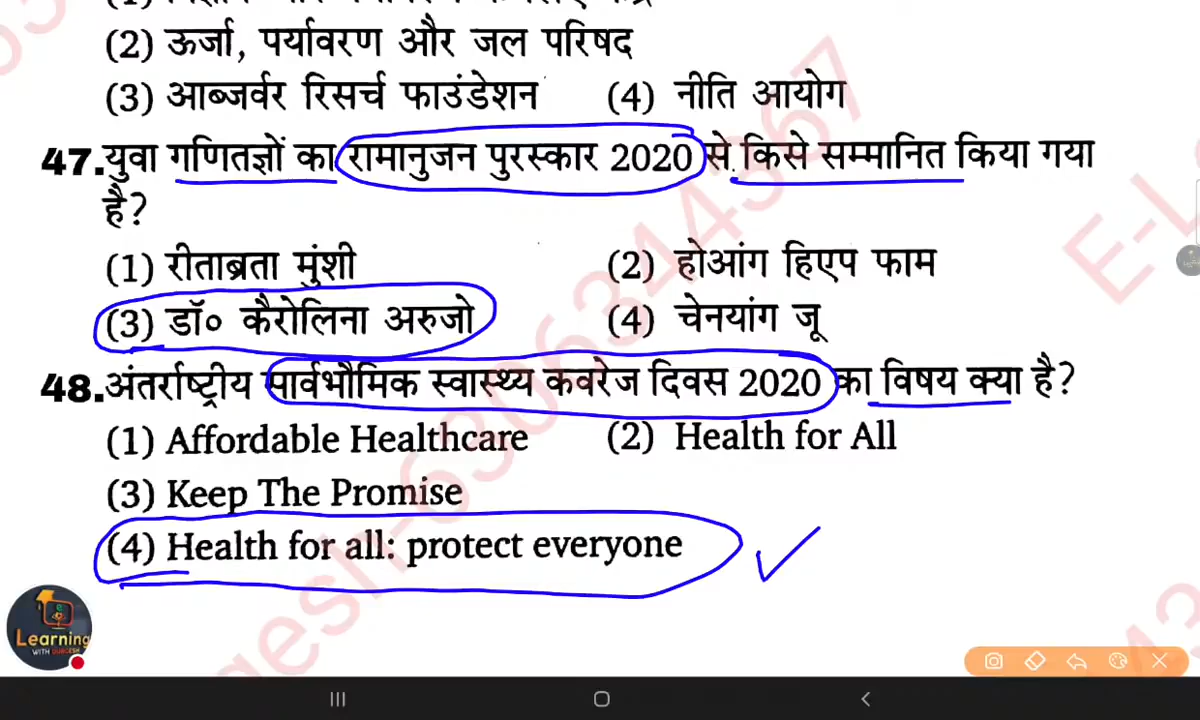 (2) ऊर्जा, पर्यावरण और जल परिषद
(3) आब्जर्वर रिसर्च फाउंडेशन (4) नीति आयोग
47. युवा गणितज्ञों का रामानुजन पुरस्कार 2020 से किसे सम्मानित किया गया
है?
(1) रीताब्रता मुंशी (2) होआंग हिएप फाम
(3) डॉ० कैरोलिना अरुजो (4) चेनयांग जू
48. अंतर्राष्ट्रीय सार्वभौमिक स्वास्थ्य कवरेज दिवस 2020 का विषय क्या है?
(1) Affordable Healthcare (2) Health for All
(3) Keep The Promise
(4) Health for all: protect everyone
Learning